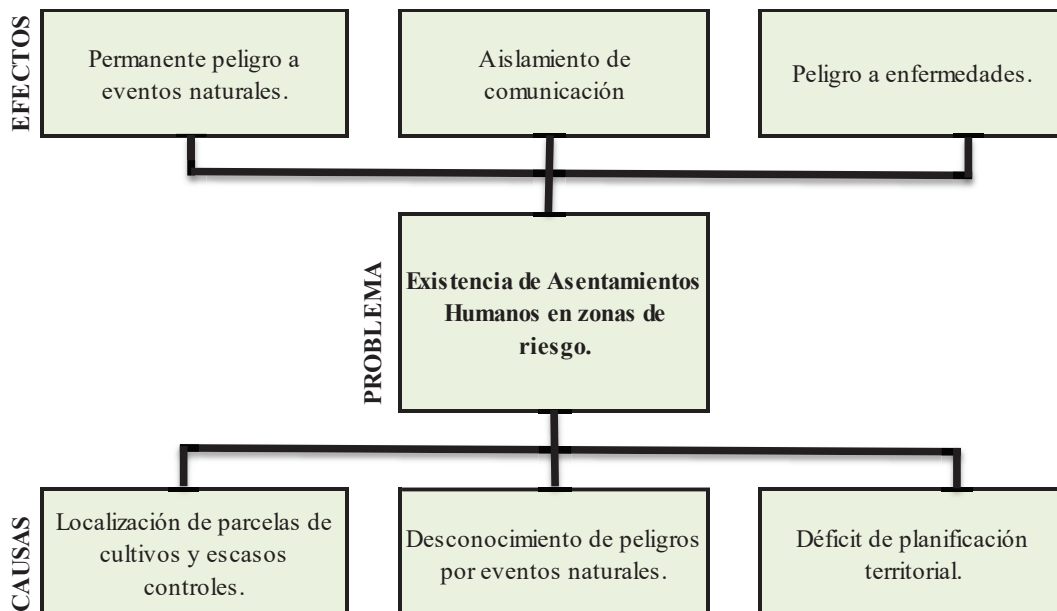 EFECTOS
Permanente peligro a
eventos naturales.
Aislamiento de
comunicación
Peligro a enfermedades.
PROBLEMA
Existencia de Asentamientos
Humanos en zonas de
riesgo.
CAUSAS
Localización de parcelas de
cultivos y escasos
controles.
Desconocimiento de peligros
por eventos naturales.
Déficit de planificación
territorial.